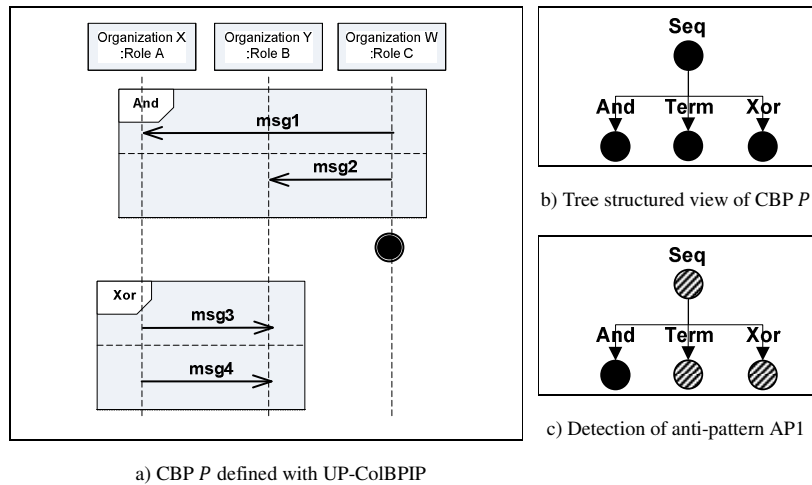 Organization X
:Role A
Organization Y
:Role B
Organization W
:Role C
And
msg1
msg2
Xor
msg3
msg4
a) CBP P defined with UP-ColBPIP
Seq
And
Term
Xor
b) Tree structured view of CBP P
Seq
And
Term
Xor
c) Detection of anti-pattern AP1